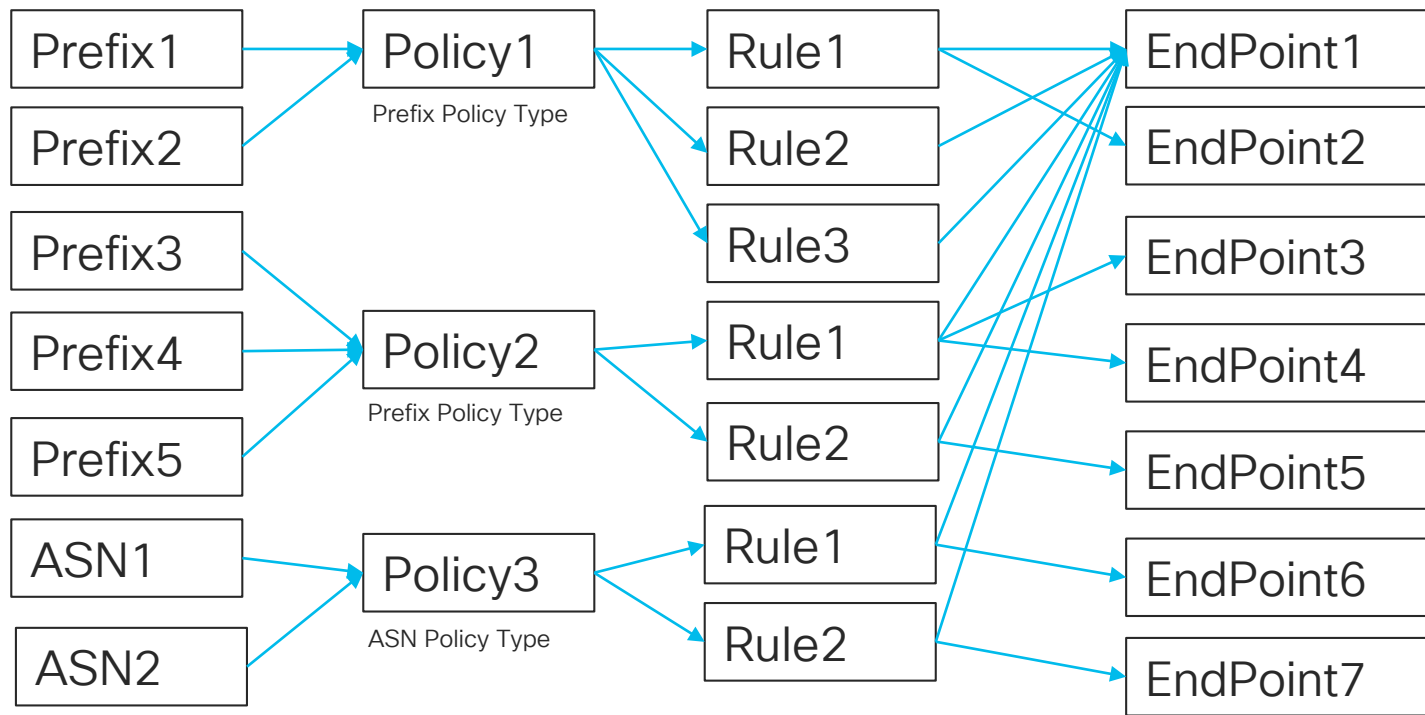 Prefix1
Policy1
Rule1
EndPoint1
Prefix Policy Type
Prefix2
Rule2
EndPoint2
Prefix3
Rule3
EndPoint3
Prefix4
Policy2
Rule1
EndPoint4
Prefix Policy Type
Prefix5
Rule2
EndPoint5
ASN1
Policy3
Rule1
EndPoint6
ASN Policy Type
ASN2
Rule2
EndPoint7